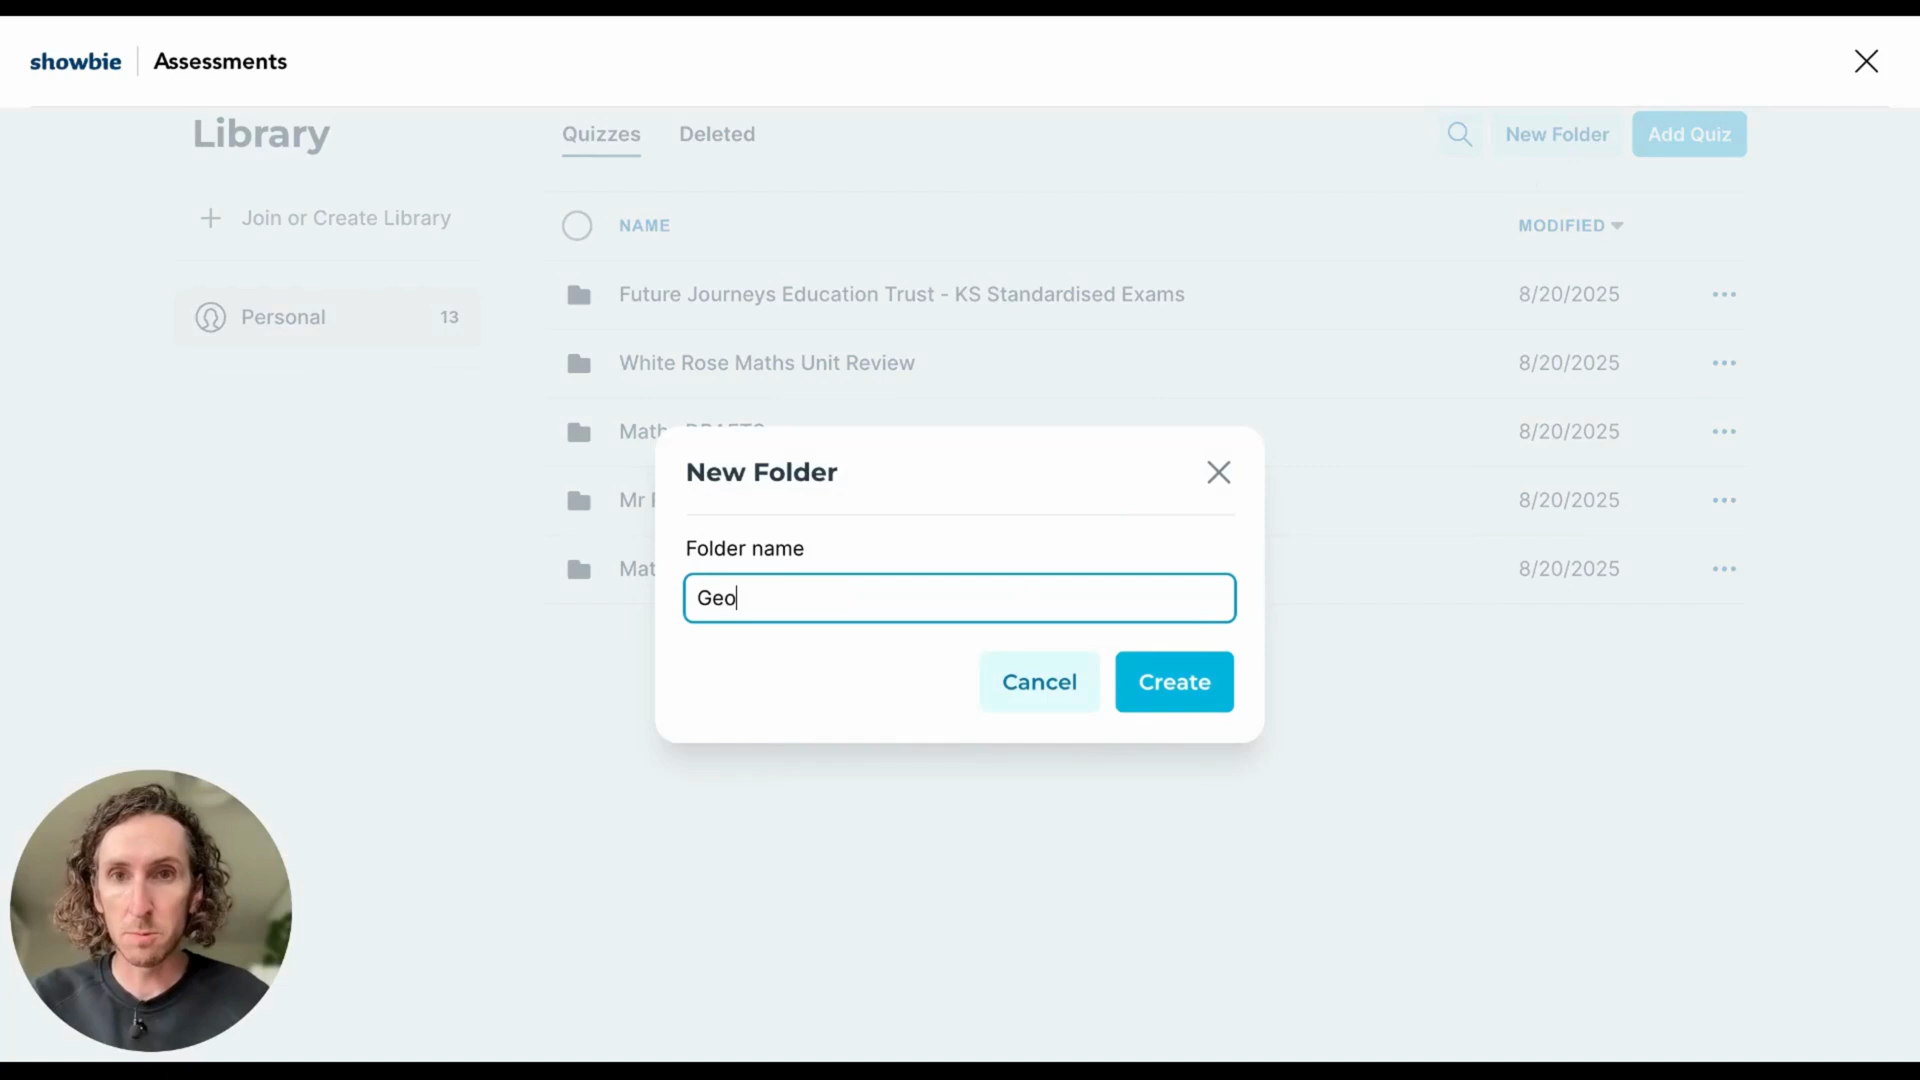 showbie Assessments
Library
Quizzes Deleted New Folder Add Quiz
Join or Create Library
NAME MODIFIED
Personal 13
Future Journeys Education Trust - KS Standardised Exams 8/20/2025
White Rose Maths Unit Review 8/20/2025
8/20/2025
Mr 8/20/2025
8/20/2025
New Folder
Folder name
Geo
Cancel Create